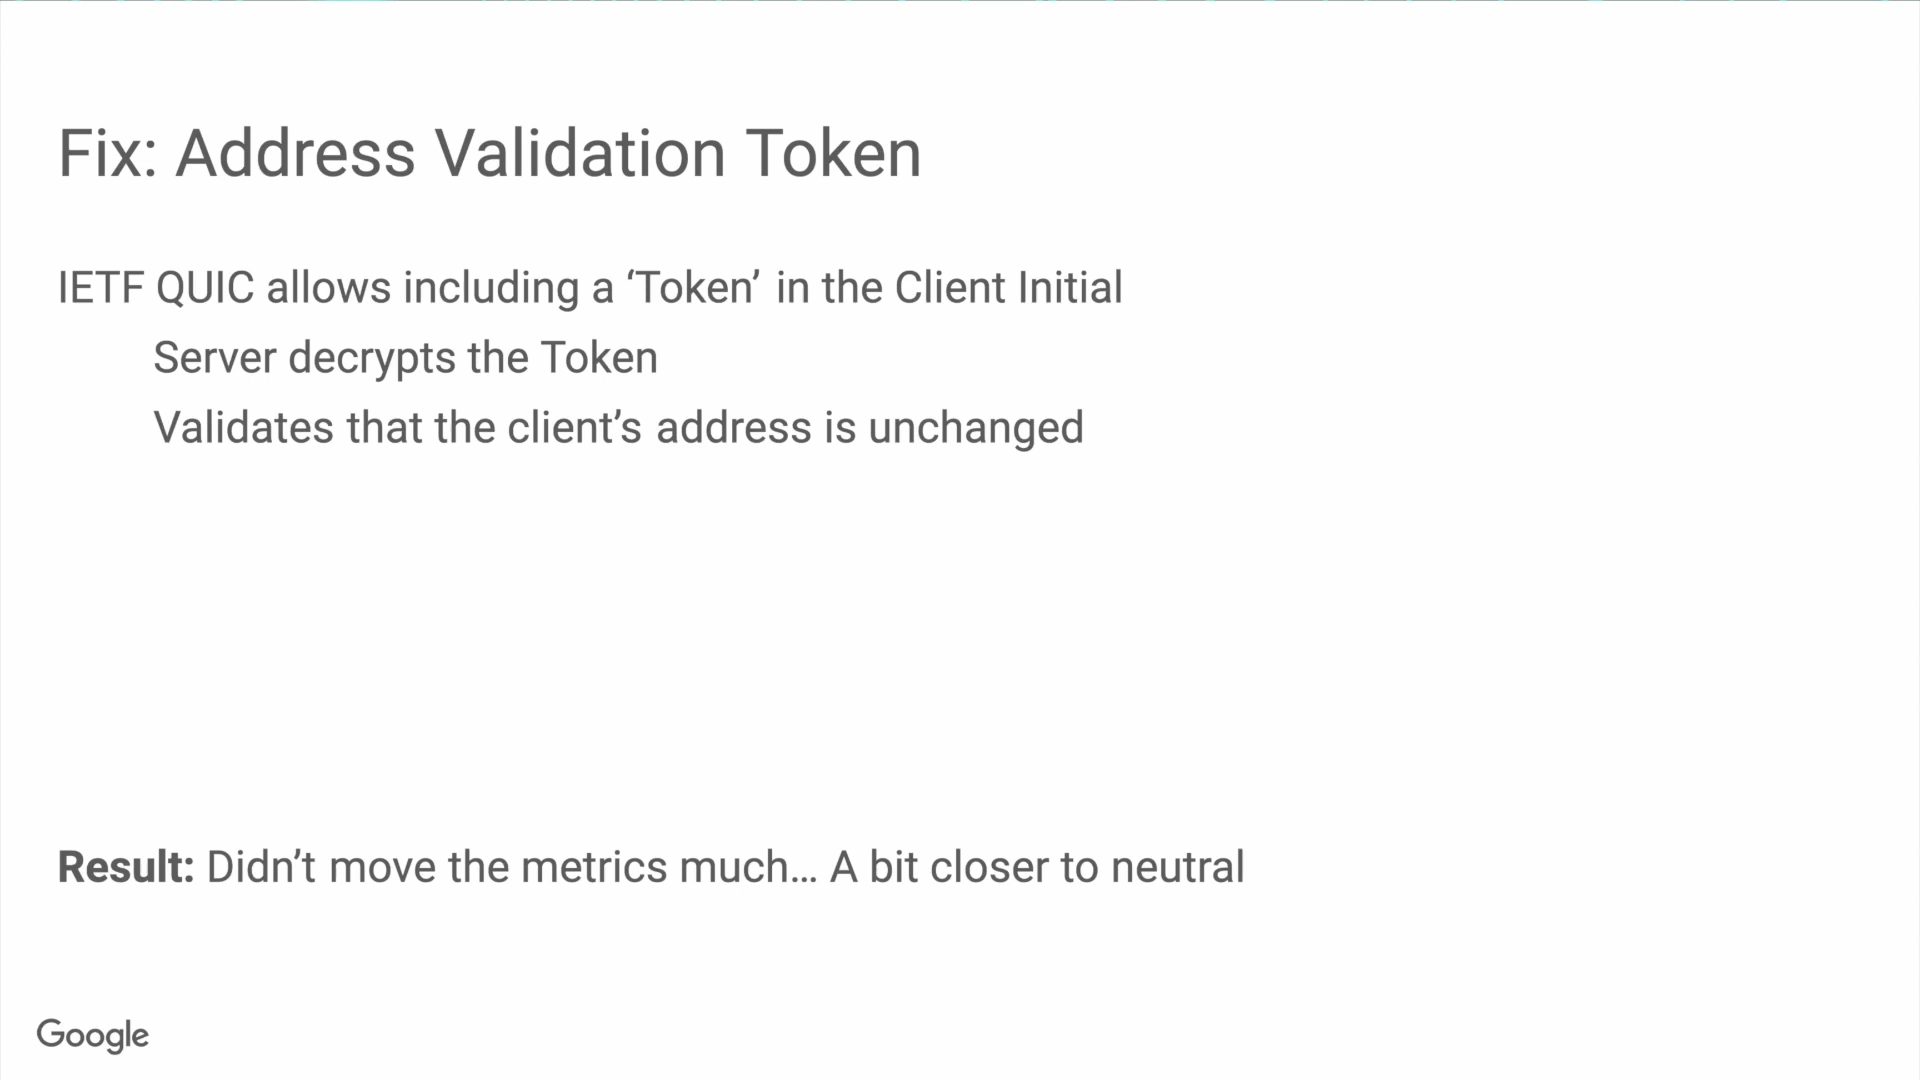 Fix: Address Validation Token
IETF QUIC allows including a ‘Token’ in the Client Initial
Server decrypts the Token
Validates that the client’s address is unchanged
Result: Didn’t move the metrics much… A bit closer to neutral
Google